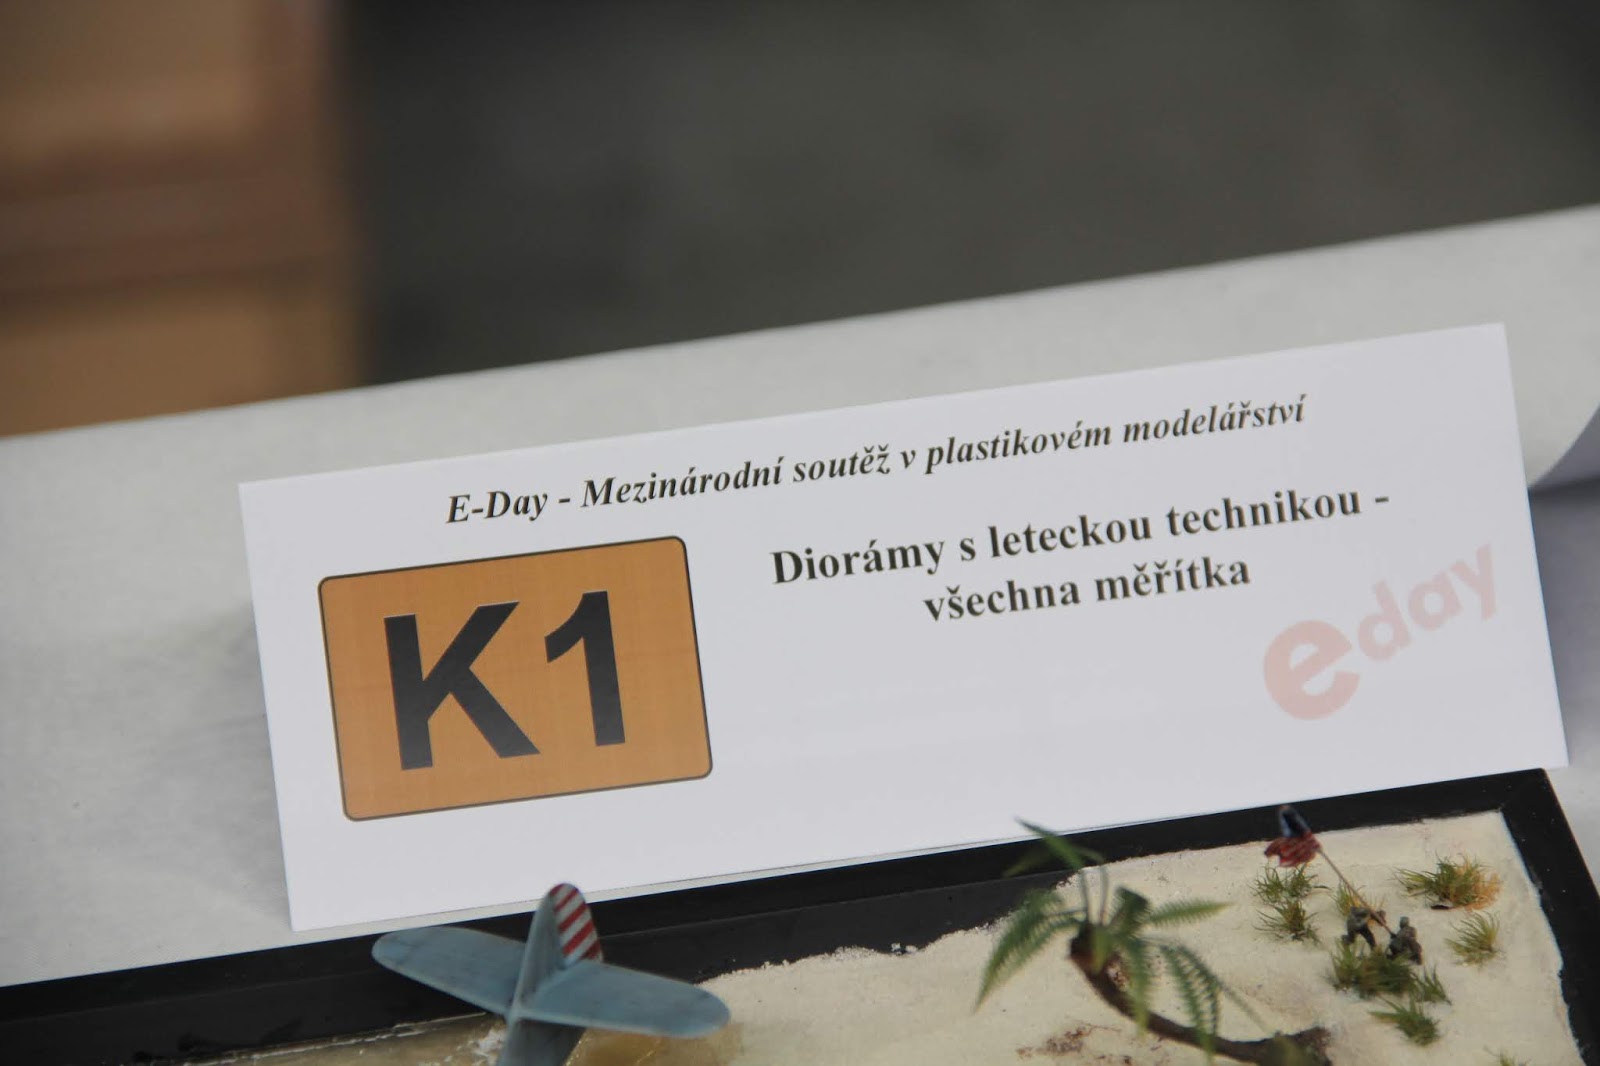 E-Day - Mezinárodní soutěž v plastikovém modelářství
K1
Diorámy s leteckou technikou -
všechna měřítka
eday